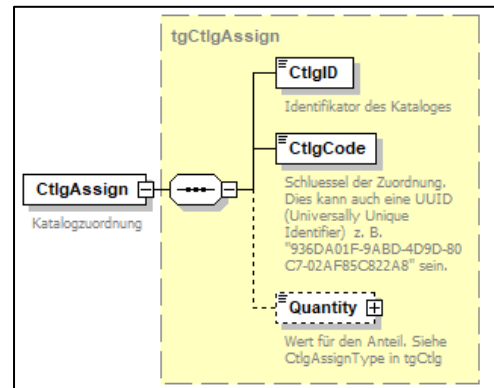 tgCtlgAssign
CtlgID
Identifikator des Kataloges
CtlgCode
Schluessel der Zuordnung.
Dies kann auch eine UUID
(Universally Unique
Identifier) z. B.
"936DA01F-9ABD-4D9D-80
C7-02AF85C822A8" sein.
CtlgAssign
Katalogzuordnung
Quantity
Wert für den Anteil. Siehe
CtlgAssignType in tgCtlg